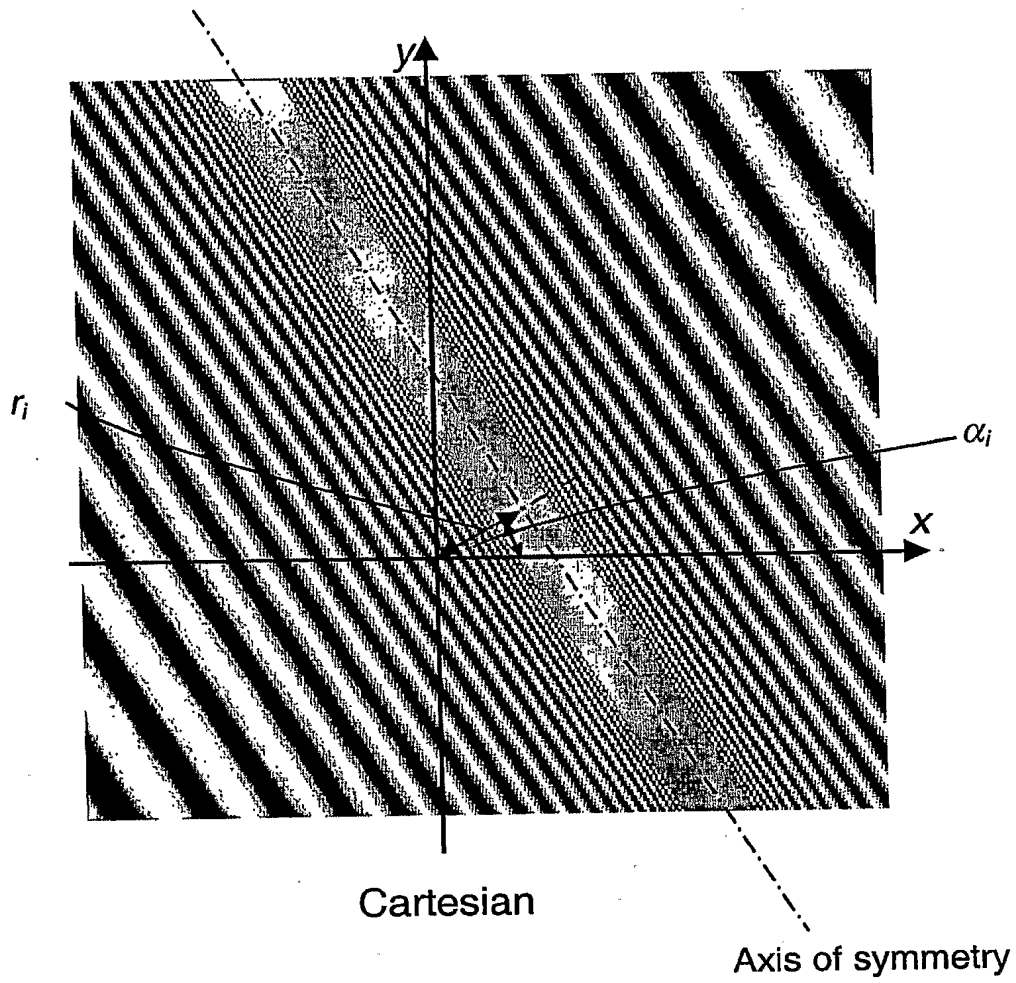 y
r_i
α_i
x
Cartesian
Axis of symmetry